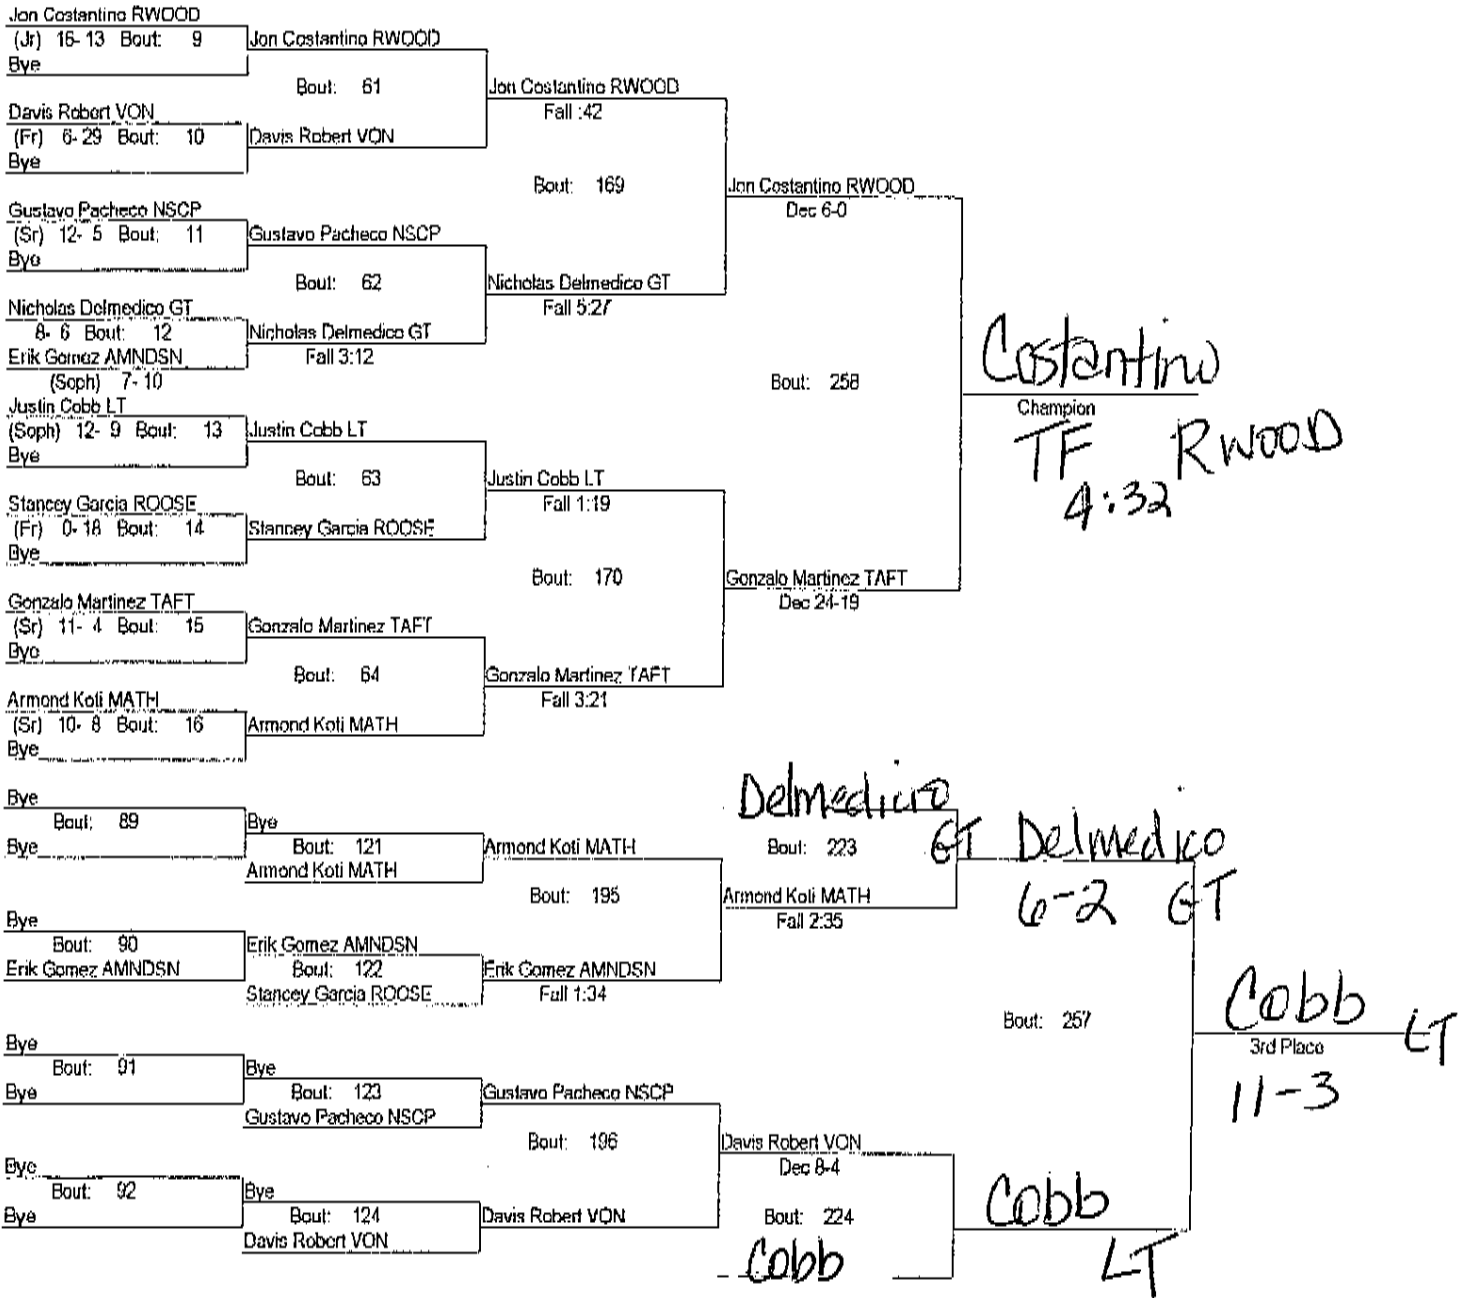 Jon Costantino RWOOD
(Jr) 16-13 Bout: 9
Bye
Jon Costantino RWOOD
Bout: 61
Davis Robert VON
(Fr) 6-29 Bout: 10
Bye
Davis Robert VON
Jon Costantino RWOOD
Fall :42
Bout: 169
Gustavo Pacheco NSCP
(Sr) 12-5 Bout: 11
Bye
Gustavo Pacheco NSCP
Bout: 62
Nicholas Delmedico GT
8-6 Bout: 12
Erik Gomez AMNDSN
(Soph) 7-10
Nicholas Delmedico GT
Fall 3:12
Nicholas Delmedico GT
Fall 5:27
Jon Costantino RWOOD
Dec 6-0
Bout: 258
Justin Cobb LT
(Soph) 12-9 Bout: 13
Bye
Justin Cobb LT
Bout: 63
Stancey Garcia ROOSE
(Fr) 0-18 Bout: 14
Bye
Stancey Garcia ROOSE
Justin Cobb LT
Fall 1:19
Bout: 170
Gonzalo Martinez TAFT
(Sr) 11-4 Bout: 15
Bye
Gonzalo Martinez TAFT
Bout: 64
Armond Koti MATH
(Sr) 10-8 Bout: 16
Bye
Armond Koti MATH
Gonzalo Martinez TAFT
Fall 3:21
Gonzalo Martinez TAFT
Dec 24-19
Costantino
Champion
TF RWOOD
4:32
Bye
Bout: 89
Bye
Bye
Bout: 121
Armond Koti MATH
Armond Koti MATH
Bout: 195
Bye
Bout: 90
Erik Gomez AMNDSN
Erik Gomez AMNDSN
Bout: 122
Stancey Garcia ROOSE
Erik Gomez AMNDSN
Fall 1:34
Delmedico
GT
Bout: 223
Armond Koti MATH
Fall 2:35
Delmedico
6-2 GT
Bout: 257
Bye
Bout: 91
Bye
Bye
Bout: 123
Gustavo Pacheco NSCP
Gustavo Pacheco NSCP
Bout: 196
Bye
Bout: 92
Bye
Bye
Bout: 124
Davis Robert VON
Davis Robert VON
Davis Robert VON
Dec 8-4
Bout: 224
Cobb
Cobb
LT
Cobb LT
3rd Place
11-3